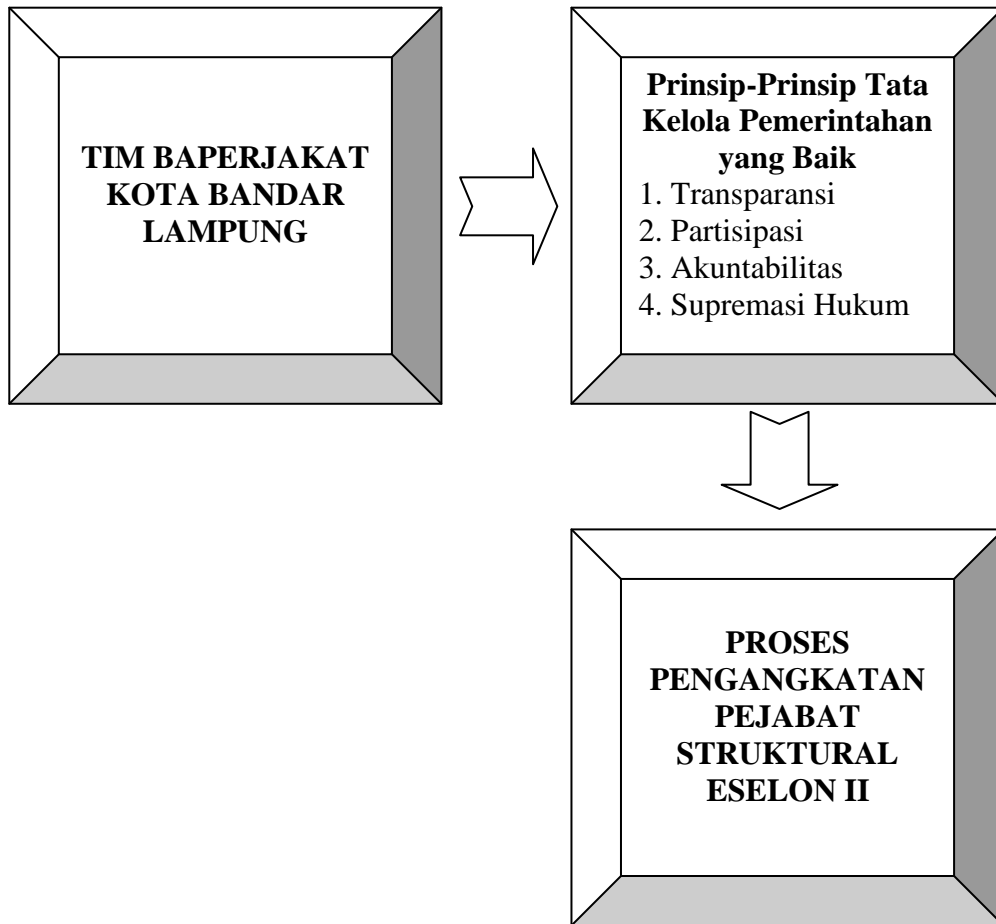 TIM BAPERJAKAT
KOTA BANDAR
LAMPUNG
Prinsip-Prinsip Tata
Kelola Pemerintahan
yang Baik
1. Transparansi
2. Partisipasi
3. Akuntabilitas
4. Supremasi Hukum
PROSES
PENGANGKATAN
PEJABAT
STRUKTURAL
ESELON II